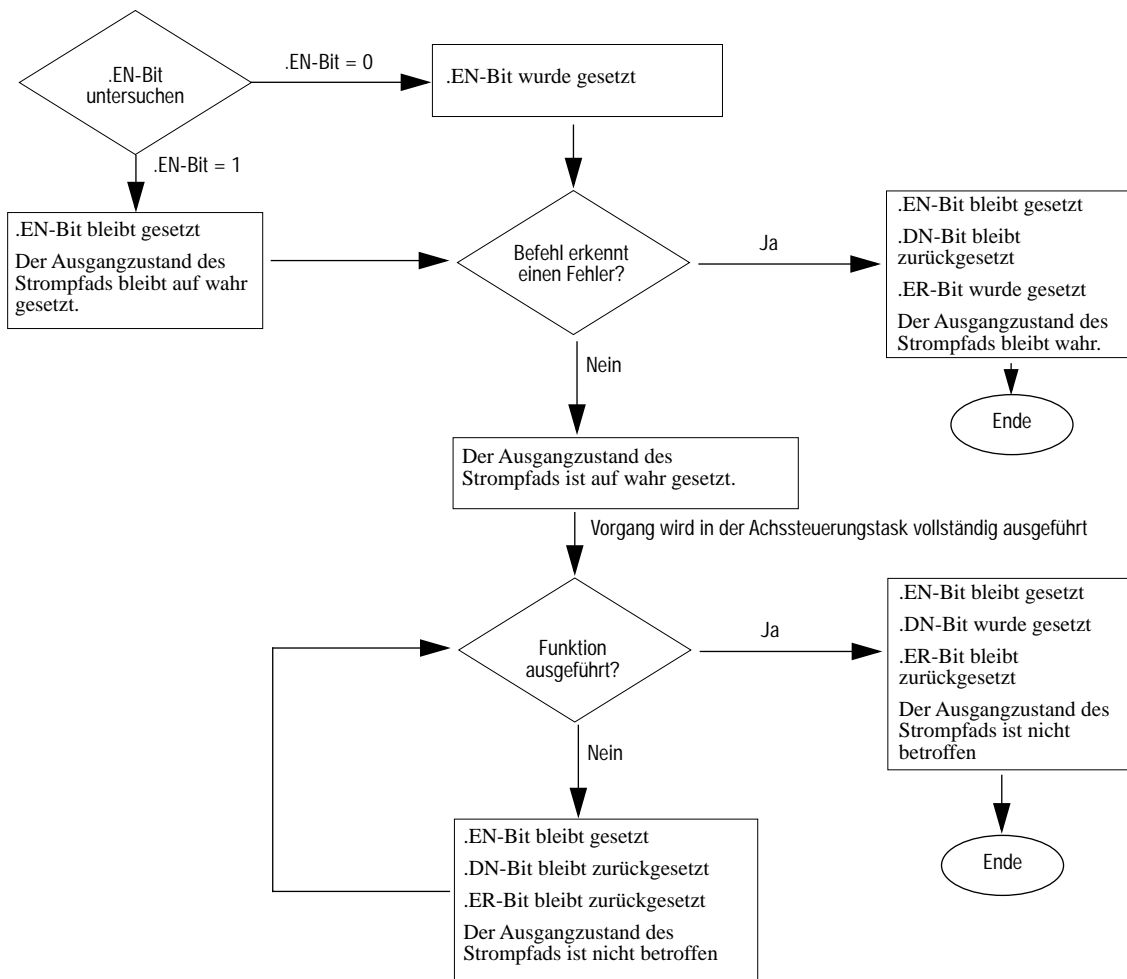 .EN-Bit
untersuchen
.EN-Bit = 0
.EN-Bit wurde gesetzt
.EN-Bit = 1
.EN-Bit bleibt gesetzt
Der Ausgangzustand des
Strompfads bleibt auf wahr
gesetzt.
Befehl erkennt
einen Fehler?
Ja
.EN-Bit bleibt gesetzt
.DN-Bit bleibt
zurückgesetzt
.ER-Bit wurde gesetzt
Der Ausgangzustand des
Strompfads bleibt wahr.
Ende
Nein
Der Ausgangzustand des
Strompfads ist auf wahr gesetzt.
Vorgang wird in der Achssteuerungstask vollständig ausgeführt
Funktion
ausgeführt?
Ja
.EN-Bit bleibt gesetzt
.DN-Bit wurde gesetzt
.ER-Bit bleibt
zurückgesetzt
Der Ausgangzustand des
Strompfads ist nicht
betroffen
Ende
Nein
.EN-Bit bleibt gesetzt
.DN-Bit bleibt zurückgesetzt
.ER-Bit bleibt zurückgesetzt
Der Ausgangzustand des
Strompfads ist nicht betroffen